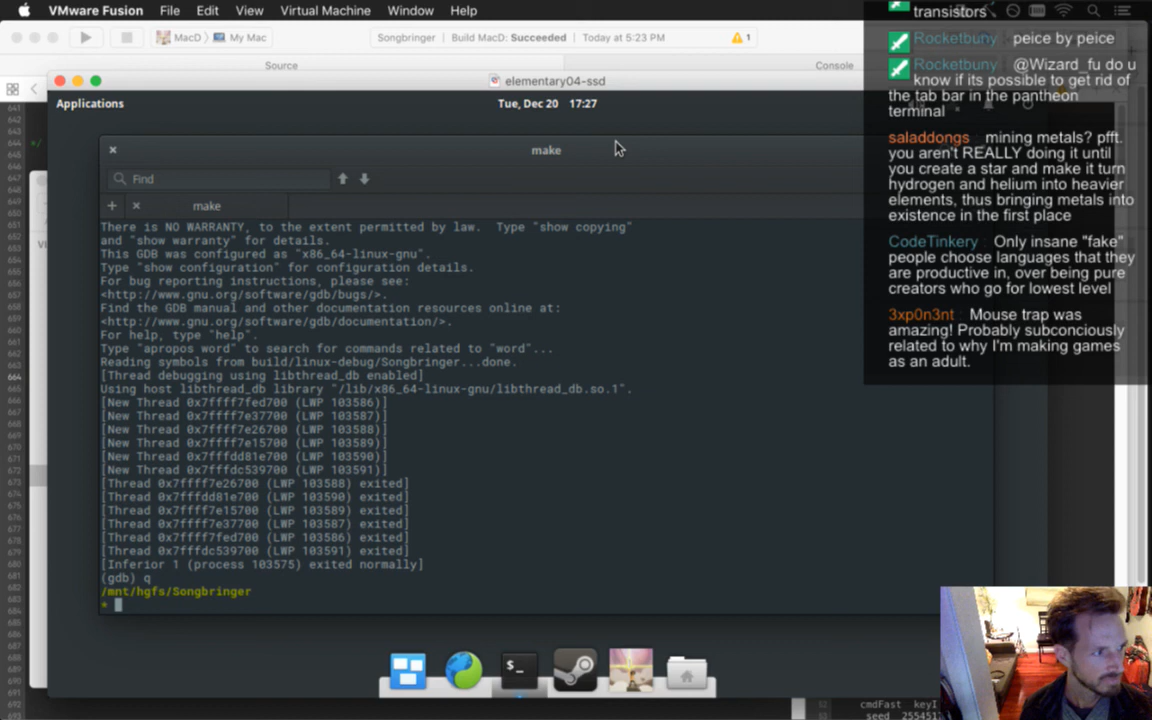 VMware Fusion File Edit View Virtual Machine Window Help
MacD My Mac
Songbringer Build MacD: Succeeded Today at 5:23 PM 1
Source
Console
elementary04-ssd
Applications
Tue, Dec 20 17:27
make
Find
make
There is NO WARRANTY, to the extent permitted by law. Type "show copying"
and "show warranty" for details.
This GDB was configured as "x86_64-linux-gnu".
Type "show configuration" for configuration details.
For bug reporting instructions, please see:
<http://www.gnu.org/software/gdb/bugs/>.
Find the GDB manual and other documentation resources online at:
<http://www.gnu.org/software/gdb/documentation/>.
For help, type "help".
Type "apropos word" to search for commands related to "word"...
Reading symbols from build/linux-debug/Songbringer...done.
[Thread debugging using libthread_db enabled]
Using host libthread_db library "/lib/x86_64-linux-gnu/libthread_db.so.1".
[New Thread 0x7ffff7fed700 (LWP 103586)]
[New Thread 0x7ffff7e37700 (LWP 103587)]
[New Thread 0x7ffff7e26700 (LWP 103588)]
[New Thread 0x7ffff7e15700 (LWP 103589)]
[New Thread 0x7fffdd81e700 (LWP 103590)]
[New Thread 0x7fffdc539700 (LWP 103591)]
[Thread 0x7ffff7e26700 (LWP 103588) exited]
[Thread 0x7fffdd81e700 (LWP 103590) exited]
[Thread 0x7ffff7e15700 (LWP 103589) exited]
[Thread 0x7ffff7e37700 (LWP 103587) exited]
[Thread 0x7ffff7fed700 (LWP 103586) exited]
[Thread 0x7fffdc539700 (LWP 103591) exited]
[Inferior 1 (process 103575) exited normally]
(gdb) q
/mnt/hgfs/Songbringer
*
transistors
Rocketbuny peice by peice
Rocketbuny @Wizard_fu do u
know if its possible to get rid of
the tab bar in the pantheon
terminal
saladdongs mining metals? pfft.
you aren't REALLY doing it until
you create a star and make it turn
hydrogen and helium into heavier
elements, thus bringing metals into
existence in the first place
CodeTinkery Only insane "fake"
people choose languages that they
are productive in, over being pure
creators who go for lowest level
3xp0n3nt Mouse trap was
amazing! Probably subconciously
related to why I'm making games
as an adult.
cmdFast keyI
seed 2554511